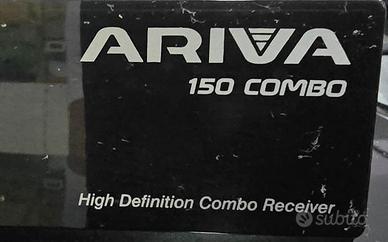 ARIVA
150 COMBO
High Definition Combo Receiver
subito